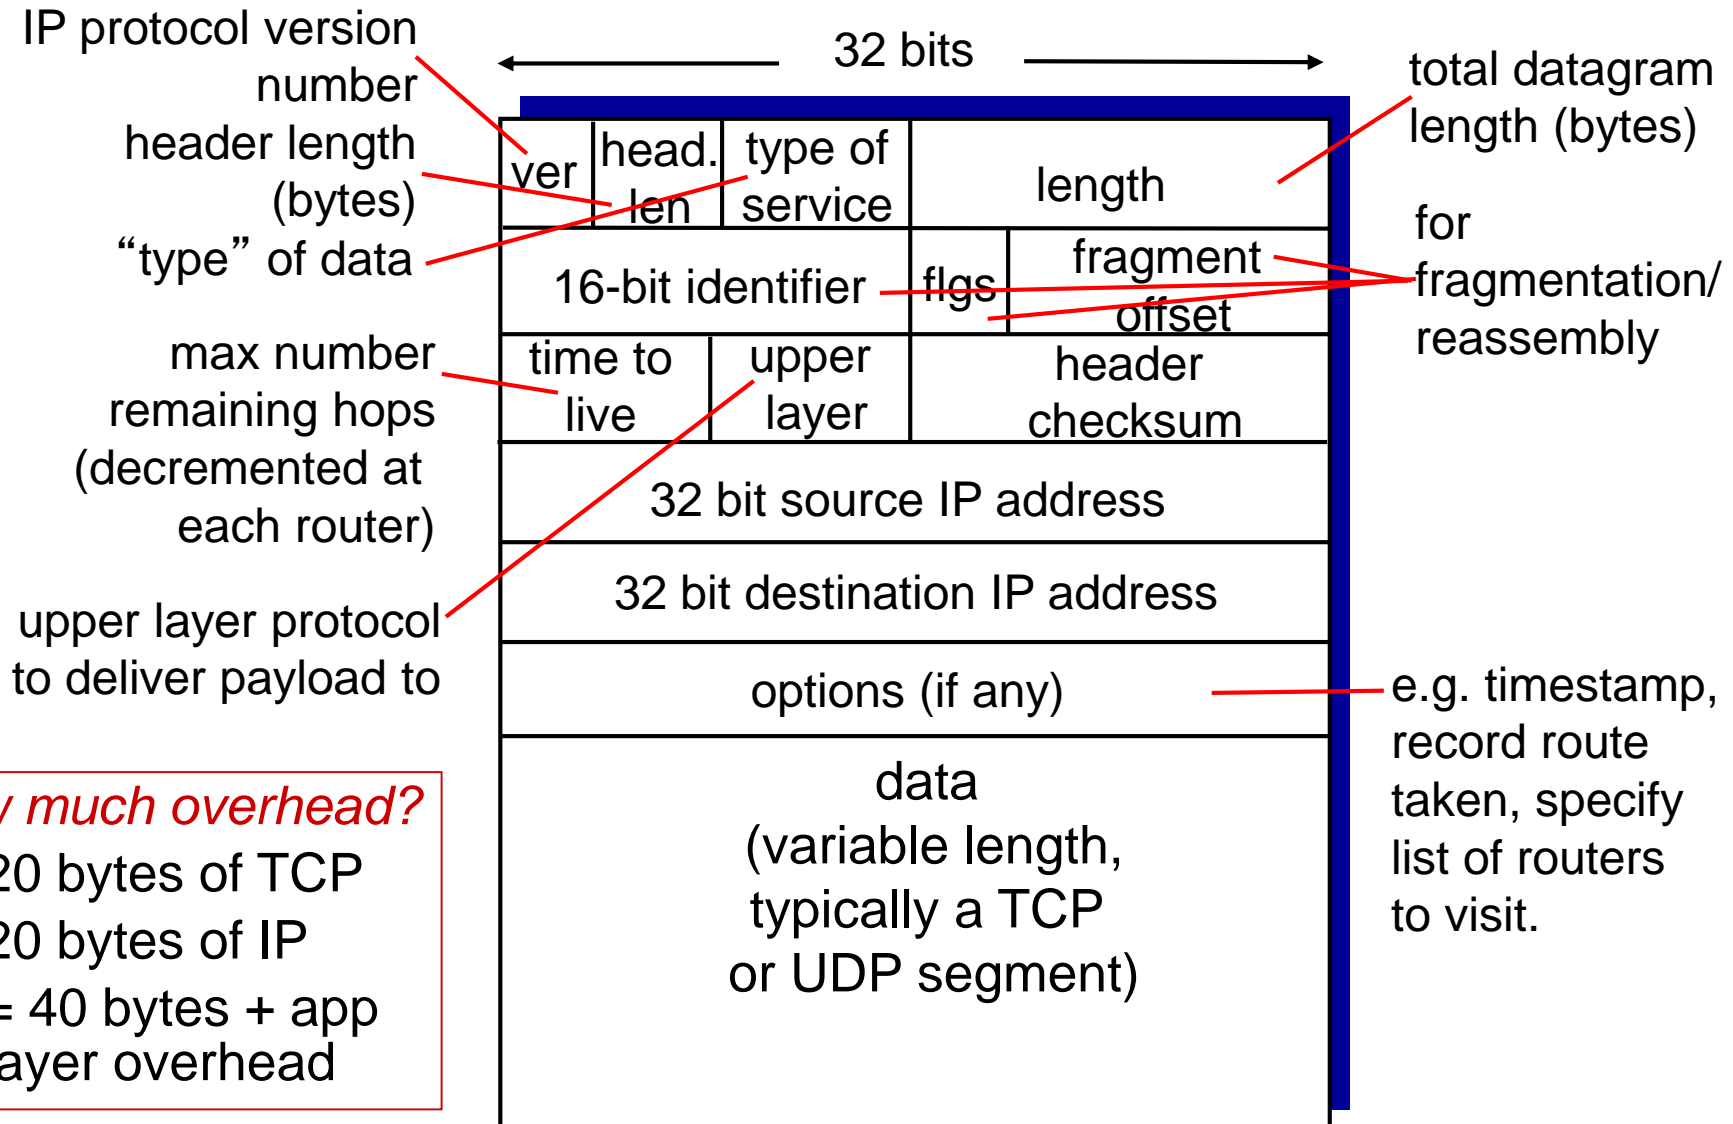 IP protocol version
number
header length
(bytes)
“type” of data
max number
remaining hops
(decremented at
each router)
upper layer protocol
to deliver payload to
much overhead?
20 bytes of TCP
20 bytes of IP
= 40 bytes + app
overhead
32 bits
ver
head.
len
type of
service
length
16-bit identifier
flgs
fragment
offset
time to
live
upper
layer
header
checksum
32 bit source IP address
32 bit destination IP address
options (if any)
data
(variable length,
typically a TCP
or UDP segment)
total datagram
length (bytes)
for
fragmentation/
reassembly
e.g. timestamp,
record route
taken, specify
list of routers
to visit.